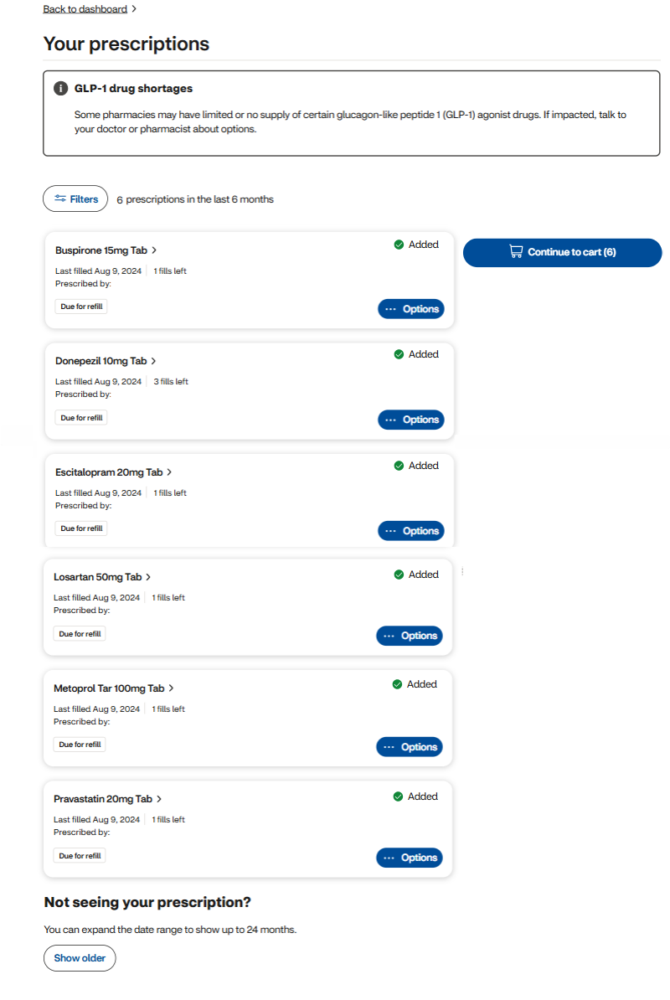 Back to dashboard
Your prescriptions
GLP-1 drug shortages
Some pharmacies may have limited or no supply of certain glucagon-like peptide 1 (GLP-1) agonist drugs. If impacted, talk to
your doctor or pharmacist about options.
Filters 6 prescriptions in the last 6 months
Added
Buspirone 15mg Tab
Continue to cart (6)
Last filled Aug 9, 2024 1 fills left
Prescribed by:
Due for refill
Options
Added
Donepezil 10mg Tab
Last filled Aug 9, 2024 3 fills left
Prescribed by:
Due for refill
Options
Added
Escitalopram 20mg Tab
Last filled Aug 9, 2024 1 fills left
Prescribed by:
Due for refill
Options
Added
Losartan 50mg Tab
Last filled Aug 9, 2024 1 fills left
Prescribed by:
Due for refill
Options
Added
Metoprol Tar 100mg Tab
Last filled Aug 9, 2024 1 fills left
Prescribed by:
Due for refill
Options
Added
Pravastatin 20mg Tab
Last filled Aug 9, 2024 1 fills left
Prescribed by:
Due for refill
Options
Not seeing your prescription?
You can expand the date range to show up to 24 months.
Show older